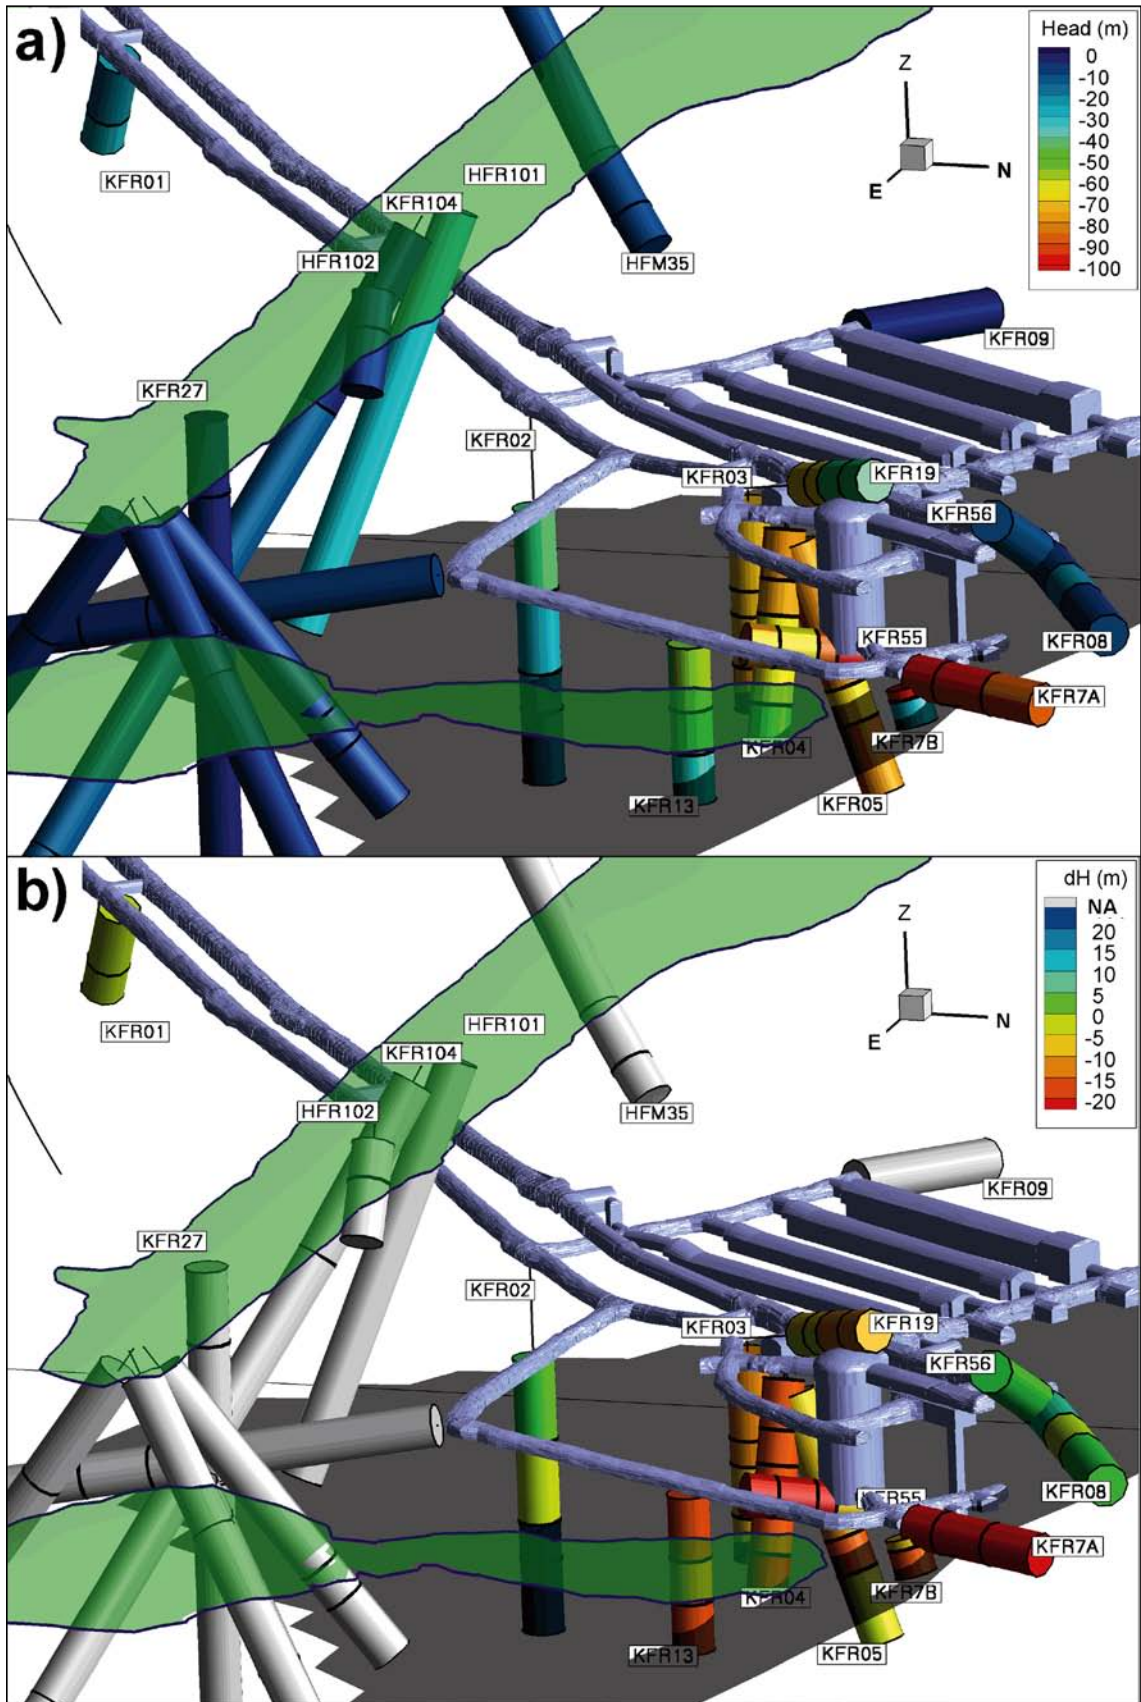 a)
Head (m)
0
-10
-20
-30
-40
-50
-60
-70
-80
-90
-100
Z
N
E
KFR01
HFR101
KFR104
HFR102
HFM35
KFR09
KFR27
KFR02
KFR03
KFR19
KFR56
KFR55
KFR08
KFR7A
KFR04
KFR7B
KFR13
KFR05
b)
dH (m)
NA
20
15
10
5
0
-5
-10
-15
-20
Z
N
E
KFR01
HFR101
KFR104
HFR102
HFM35
KFR09
KFR27
KFR02
KFR03
KFR19
KFR56
KFR55
KFR08
KFR7A
KFR04
KFR7B
KFR13
KFR05